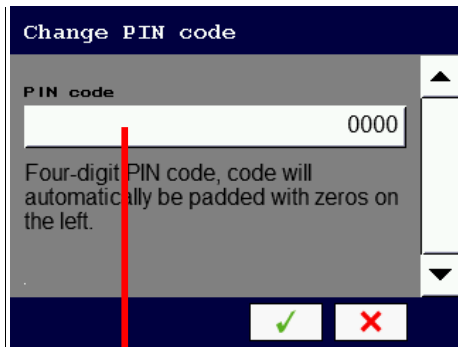 Change PIN code
PIN code
0000
Four-digit PIN code, code will
automatically be padded with zeros on
the left.
.